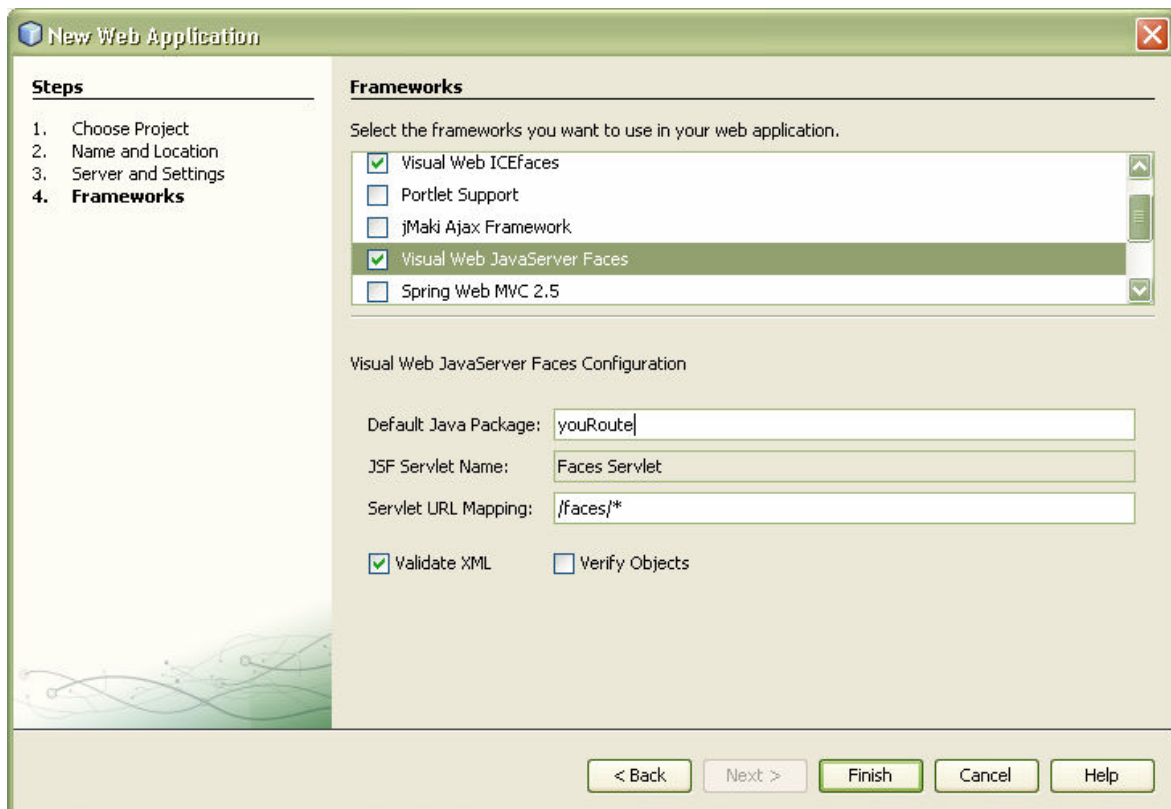 New Web Application
Steps
1. Choose Project
2. Name and Location
3. Server and Settings
4. Frameworks
Frameworks
Select the frameworks you want to use in your web application.
Visual Web ICEfaces
Portlet Support
jMaki Ajax Framework
Visual Web JavaServer Faces
Spring Web MVC 2.5
Visual Web JavaServer Faces Configuration
Default Java Package: youRoute
JSF Servlet Name: Faces Servlet
Servlet URL Mapping: /faces/*
Validate XML Verify Objects
< Back Next > Finish Cancel Help